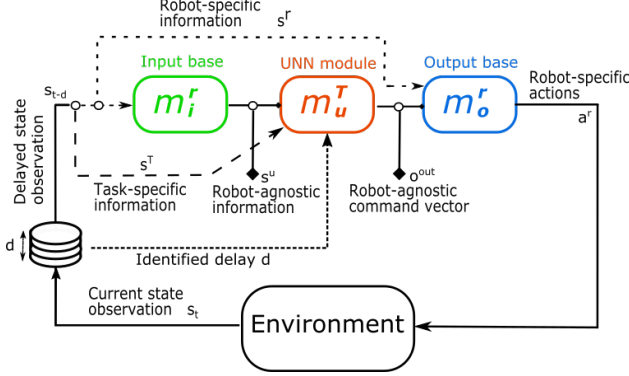 Robot-specific
information s^r
Input base
UNN module
Output base
m_i^r
m_u^T
m_o^r
Robot-specific
actions
a^r
s_{t-d}
Delayed state
observation
s^T
Task-specific
information
s^u
Robot-agnostic
information
o^{out}
Robot-agnostic
command vector
d
Identified delay d
Current state
observation s_t
Environment